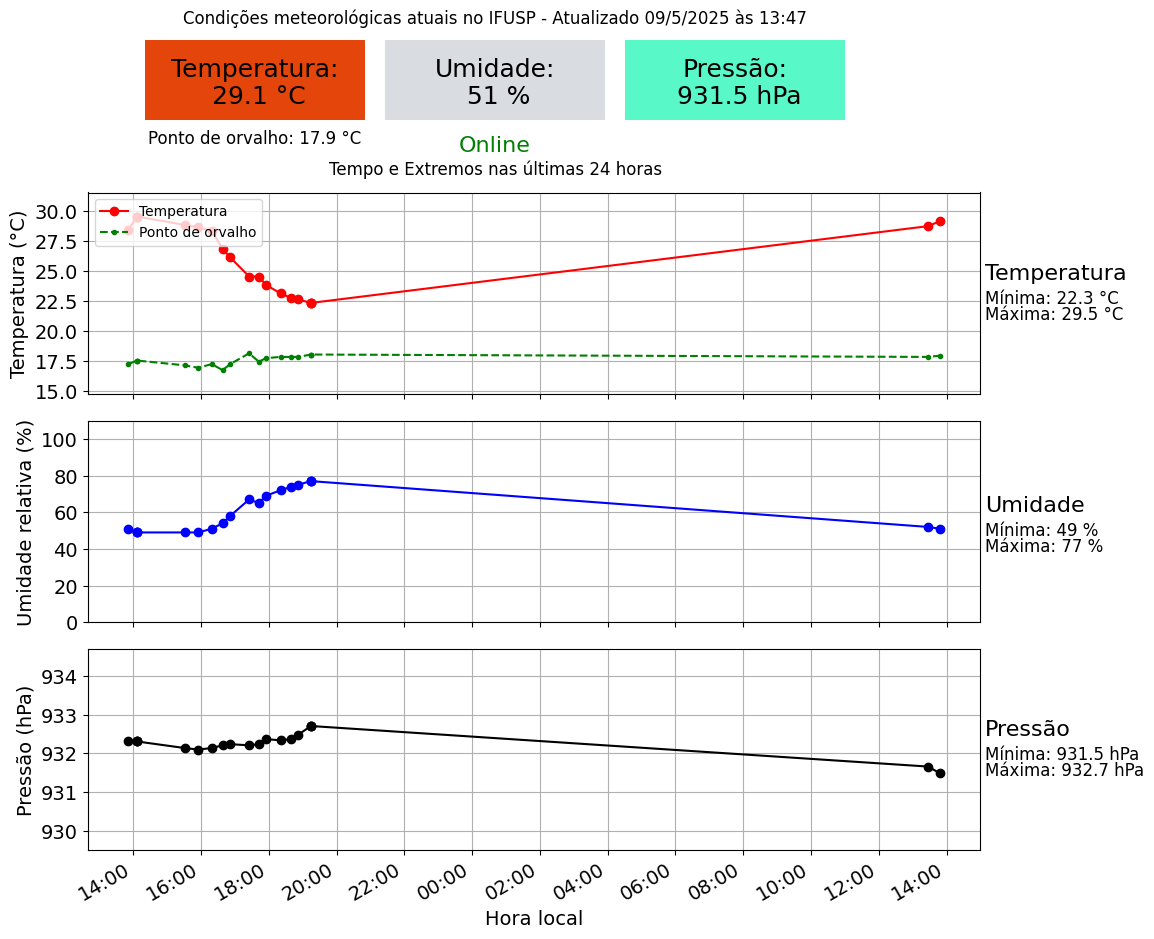 Condições meteorológicas atuais no IFUSP - Atualizado 09/5/2025 às 13:47
Temperatura:
29.1 °C
Umidade:
51 %
Pressão:
931.5 hPa
Ponto de orvalho: 17.9 °C
Online
Tempo e Extremos nas últimas 24 horas
Temperatura (°C)
30.0
27.5
25.0
22.5
20.0
17.5
15.0
Temperatura
Ponto de orvalho
Temperatura
Mínima: 22.3 °C
Máxima: 29.5 °C
Umidade relativa (%)
100
80
60
40
20
0
Umidade
Mínima: 49 %
Máxima: 77 %
Pressão (hPa)
934
933
932
931
930
Pressão
Mínima: 931.5 hPa
Máxima: 932.7 hPa
14:00 16:00 18:00 20:00 22:00 00:00 02:00 04:00 06:00 08:00 10:00 12:00 14:00
Hora local